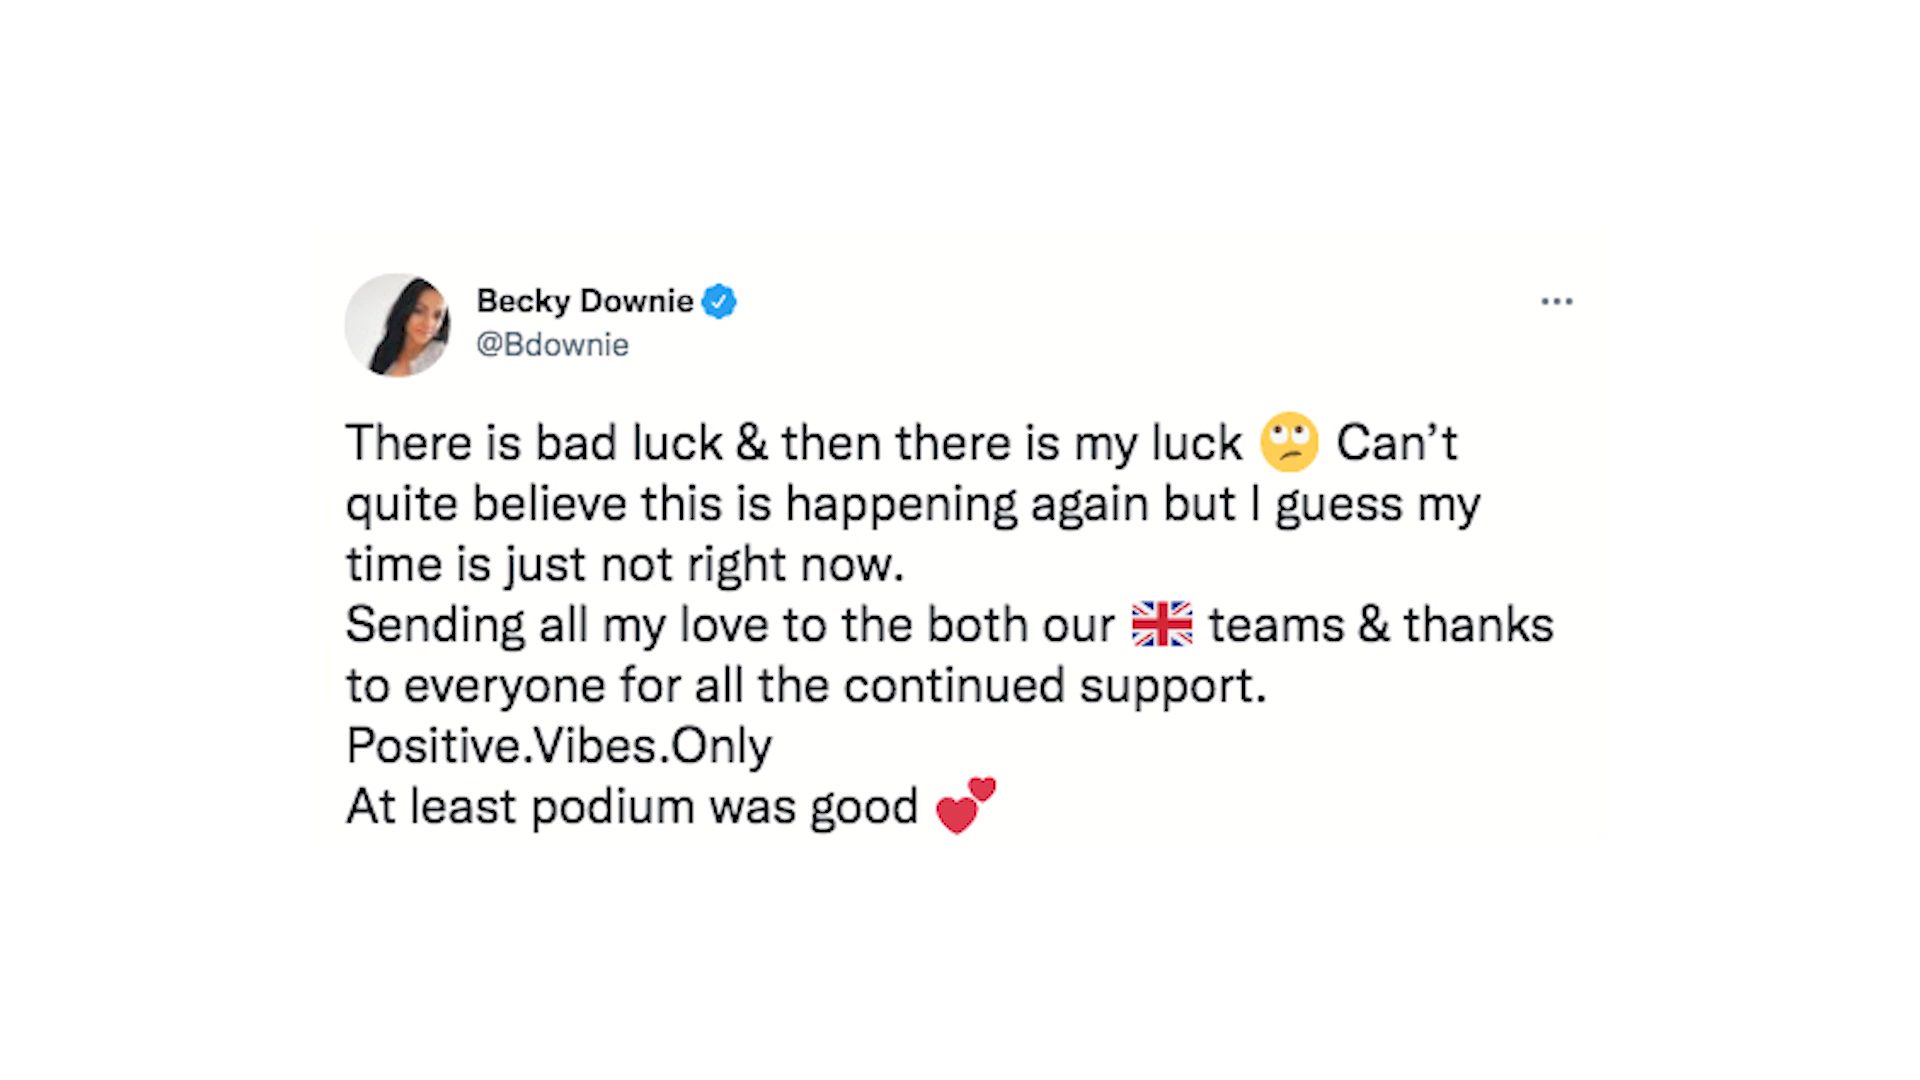 Becky Downie
@Bdownie
There is bad luck & then there is my luck 🙄 Can’t
quite believe this is happening again but I guess my
time is just not right now.
Sending all my love to the both our 🇬🇧 teams & thanks
to everyone for all the continued support.
Positive.Vibes.Only
At least podium was good 💕